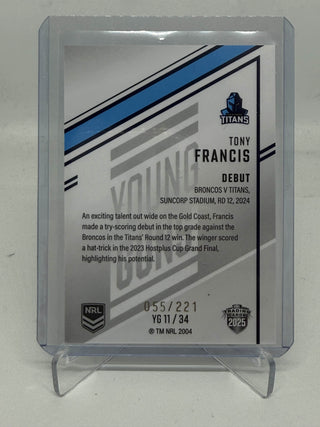 TITANS
TONY
FRANCIS
DEBUT
BRONCOS V TITANS,
SUNCORP STADIUM, RD 12, 2024
YOUNG
GUNS
An exciting talent out wide on the Gold Coast, Francis
made a try-scoring debut in the top grade against the
Broncos in the Titans' Round 12 win. The winger scored
a hat-trick in the 2023 Hostplus Cup Grand Final,
highlighting his potential.
055/221
YG 11 / 34
® TM NRL 2004
NRL
TRADING
CARDS
2025